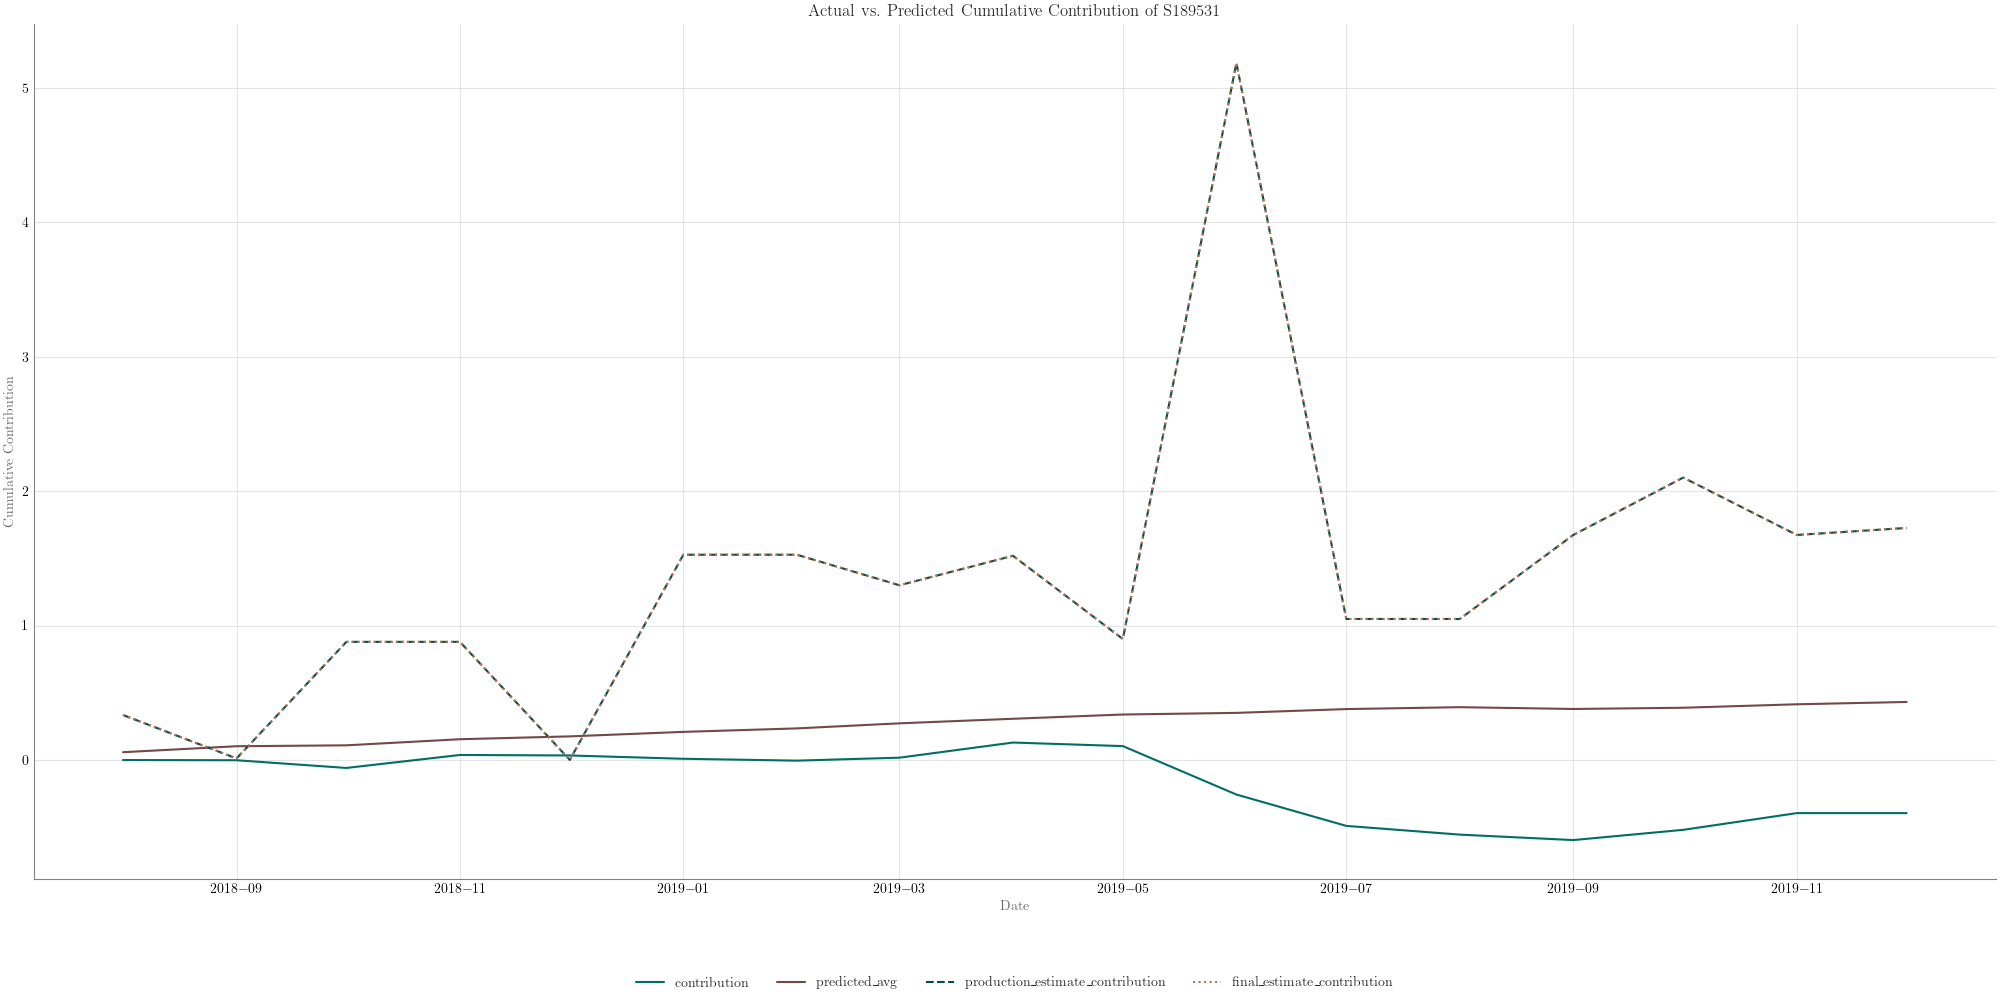 Actual vs. Predicted Cumulative Contribution of S189531
Cumulative Contribution
5
4
3
2
1
0
2018−09 2018−11 2019−01 2019−03 2019−05 2019−07 2019−09 2019−11
Date
contribution predicted_avg production_estimate_contribution final_estimate_contribution